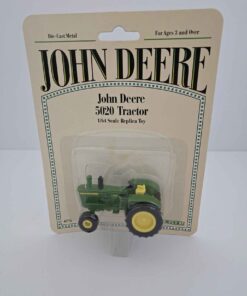 Die-Cast Metal
For Ages 3 and Over
JOHN DEERE
John Deere
5020 Tractor
1/64 Scale Replica Toy